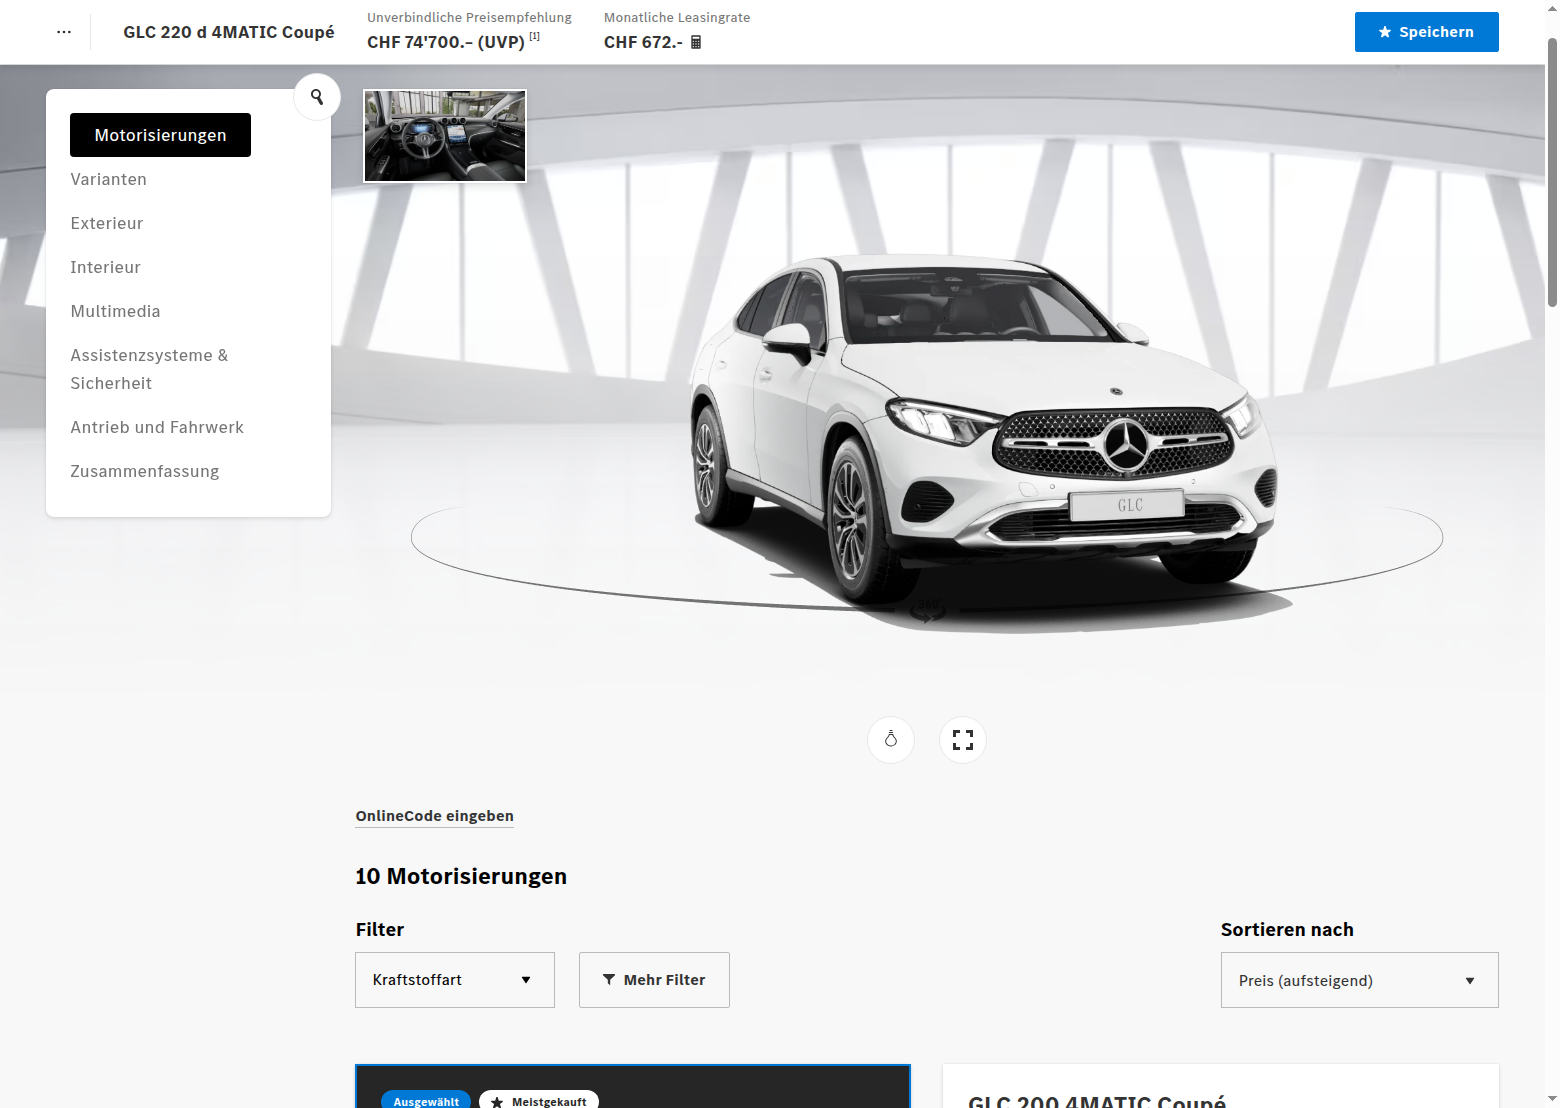 GLC 220 d 4MATIC Coupé
Unverbindliche Preisempfehlung
CHF 74'700.– (UVP) [1]
Monatliche Leasingrate
CHF 672.-
Speichern
Motorisierungen
Varianten
Exterieur
Interieur
Multimedia
Assistenzsysteme &
Sicherheit
Antrieb und Fahrwerk
Zusammenfassung
GLC
360°
OnlineCode eingeben
10 Motorisierungen
Filter
Sortieren nach
Kraftstoffart
Mehr Filter
Preis (aufsteigend)
Ausgewählt
Meistgekauft
GLC 200 4MATIC Coupé